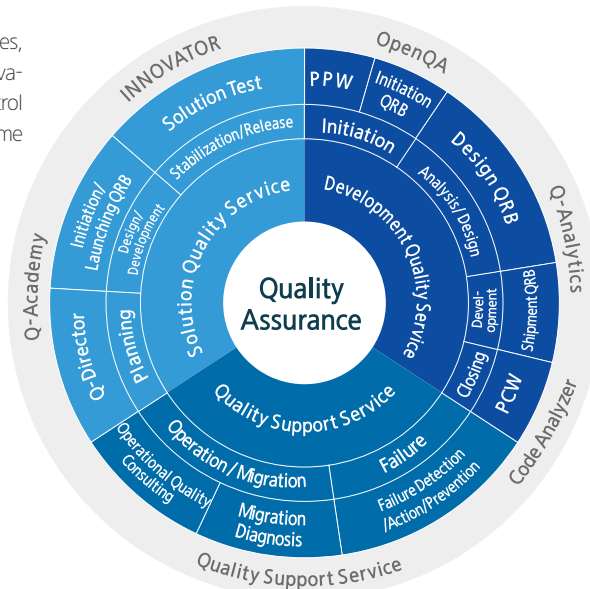 es,
va-
trol
me
INNOVATOR
OpenQA
Q-Analytics
Code Analyzer
Quality Support Service
Q-Academy
Solution Test
PPW
Initiation
QRB
Design QRB
Shipment QRB
PCW
Failure Detection
/Action/Prevention
Migration
Diagnosis
Operational Quality
Consulting
Q-Director
Initiation/
Launching QRB
Stabilization/Release
Initiation
Analysis/Design
Devel-
opment
Closing
Failure
Operation/Migration
Planning
Design/
Development
Solution Quality Service
Development Quality Service
Quality Support Service
Quality
Assurance